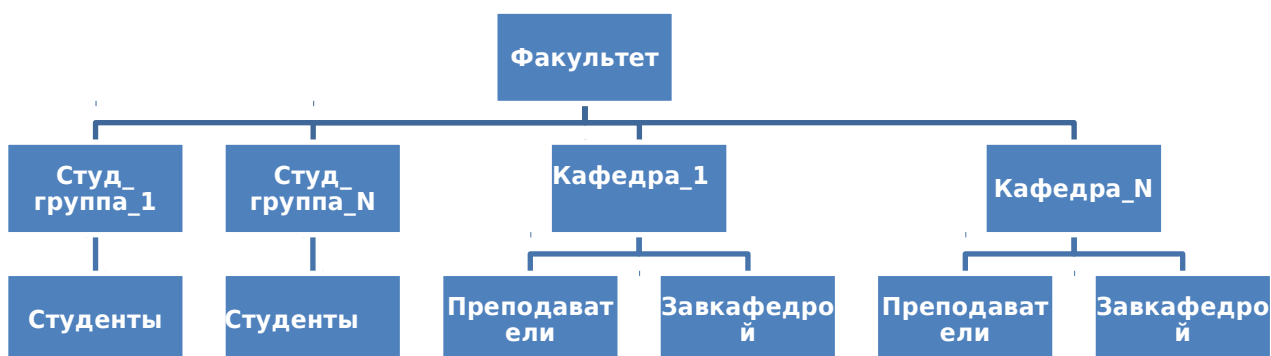 Факультет
Студ_
группа_1
Студ_
группа_N
Кафедра_1
Кафедра_N
Студенты
Студенты
Преподават
ели
Завкафедро
й
Преподават
ели
Завкафедро
й